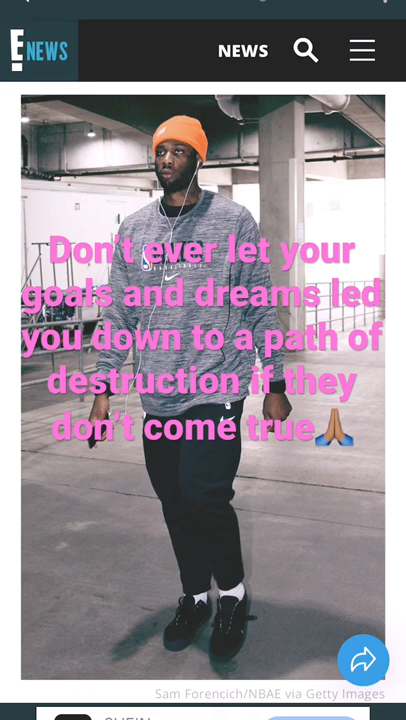 E NEWS
NEWS
Don't ever let your
goals and dreams led
you down to a path of
destruction if they
don't come true🙏🏾
Sam Forencich/NBAE via Getty Images